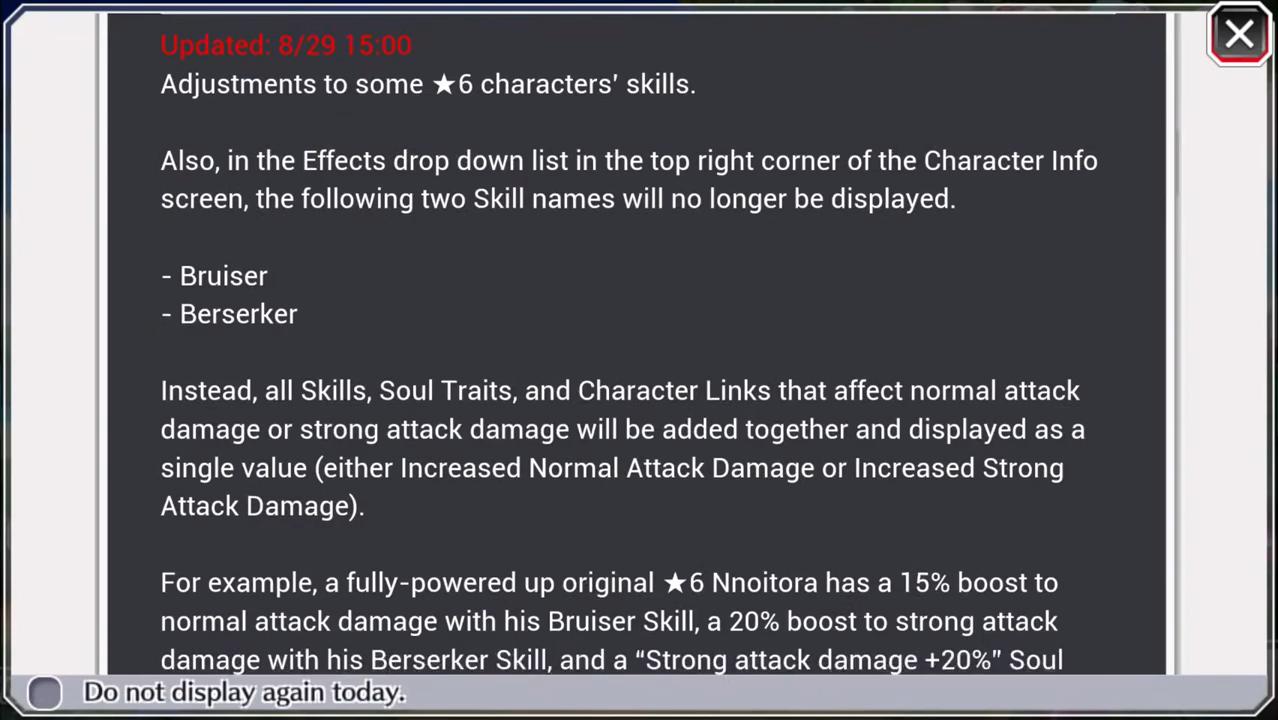 Updated: 8/29 15:00
Adjustments to some ★6 characters’ skills.
Also, in the Effects drop down list in the top right corner of the Character Info
screen, the following two Skill names will no longer be displayed.
- Bruiser
- Berserker
Instead, all Skills, Soul Traits, and Character Links that affect normal attack
damage or strong attack damage will be added together and displayed as a
single value (either Increased Normal Attack Damage or Increased Strong
Attack Damage).
For example, a fully-powered up original ★6 Nnoitora has a 15% boost to
normal attack damage with his Bruiser Skill, a 20% boost to strong attack
damage with his Berserker Skill, and a “Strong attack damage +20%” Soul
Do not display again today.